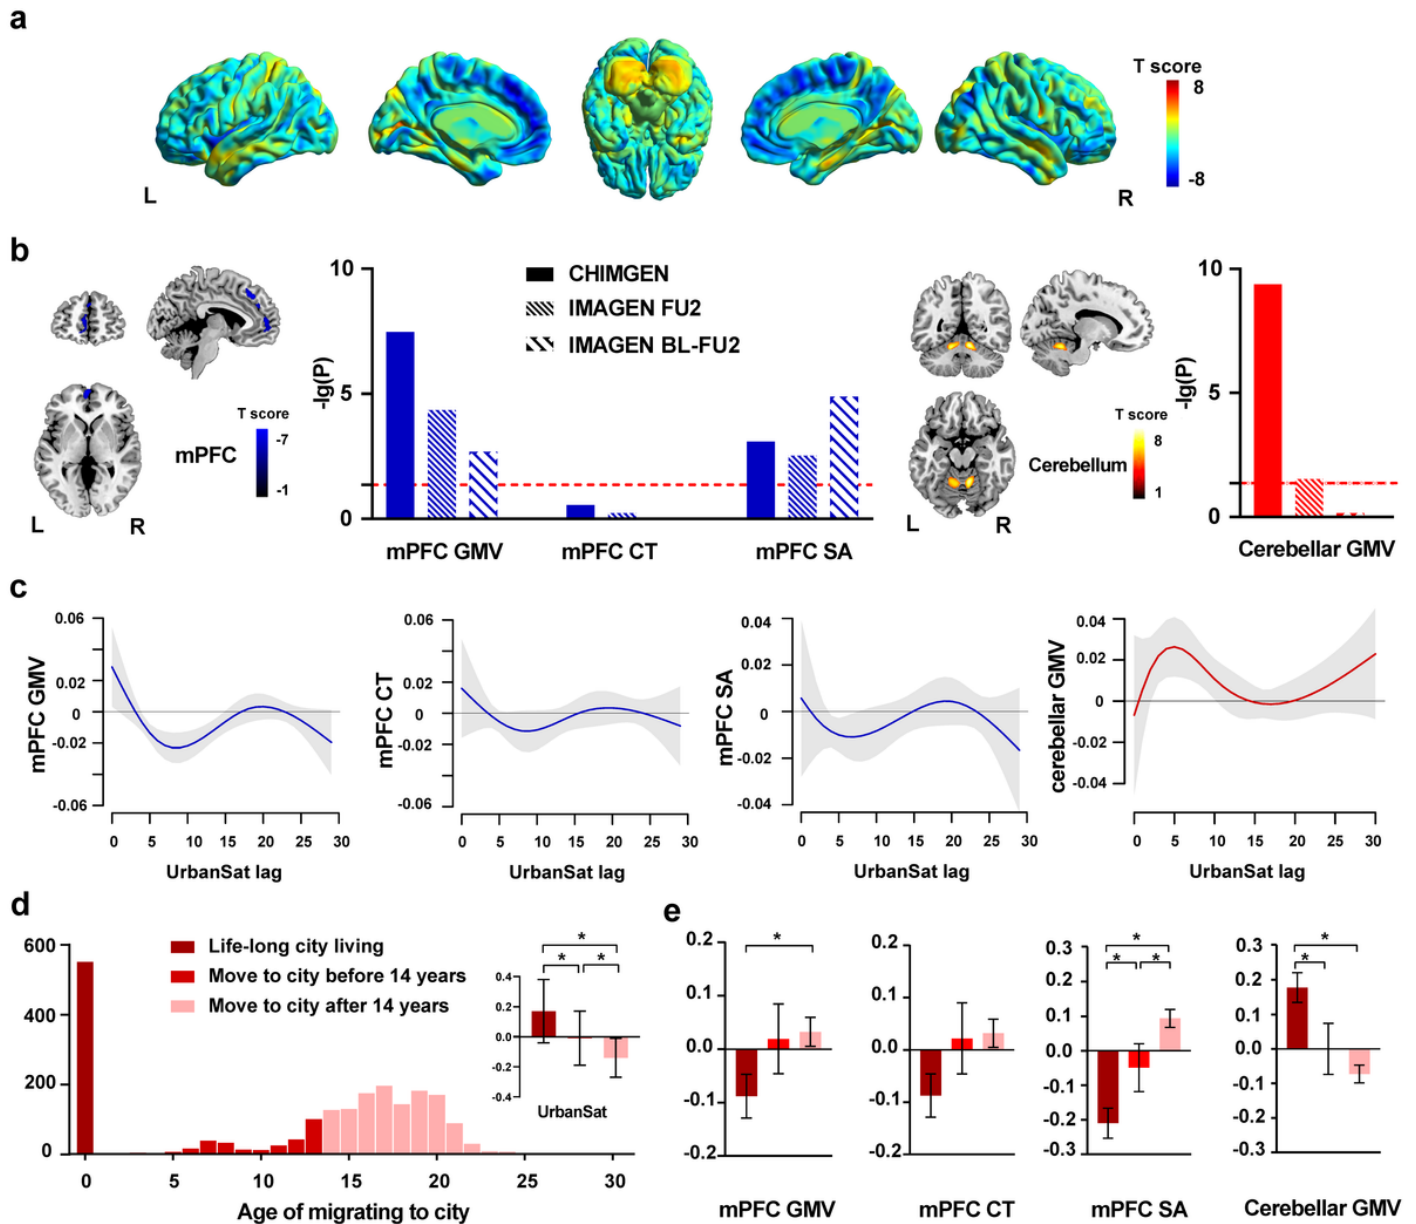 a
T score
8
-8
L
R
b
T score
-7
-1
mPFC
L
R
-lg(P)
10
5
0
CHIMGEN
IMAGEN FU2
IMAGEN BL-FU2
mPFC GMV
mPFC CT
mPFC SA
T score
8
1
Cerebellum
L
R
-lg(P)
10
5
0
Cerebellar GMV
c
mPFC GMV
0.06
0.02
0
-0.02
-0.06
0 5 10 15 20 25 30
UrbanSat lag
mPFC CT
0.06
0.02
0
-0.02
-0.06
0 5 10 15 20 25 30
UrbanSat lag
mPFC SA
0.04
0.02
0
-0.02
-0.04
0 5 10 15 20 25 30
UrbanSat lag
cerebellar GMV
0.04
0.02
0
-0.02
-0.04
0 5 10 15 20 25 30
UrbanSat lag
d
600
400
200
0
Life-long city living
Move to city before 14 years
Move to city after 14 years
0 5 10 15 20 25 30
Age of migrating to city
* * *
0.4
0.2
0.0
-0.2
-0.4
UrbanSat
e
0.2
0.1
0.0
-0.1
-0.2
*
mPFC GMV
0.2
0.1
0.0
-0.1
-0.2
mPFC CT
0.3
0.2
0.1
0.0
-0.1
-0.2
-0.3
* * *
mPFC SA
0.3
0.2
0.1
0.0
-0.1
-0.2
-0.3
* *
Cerebellar GMV